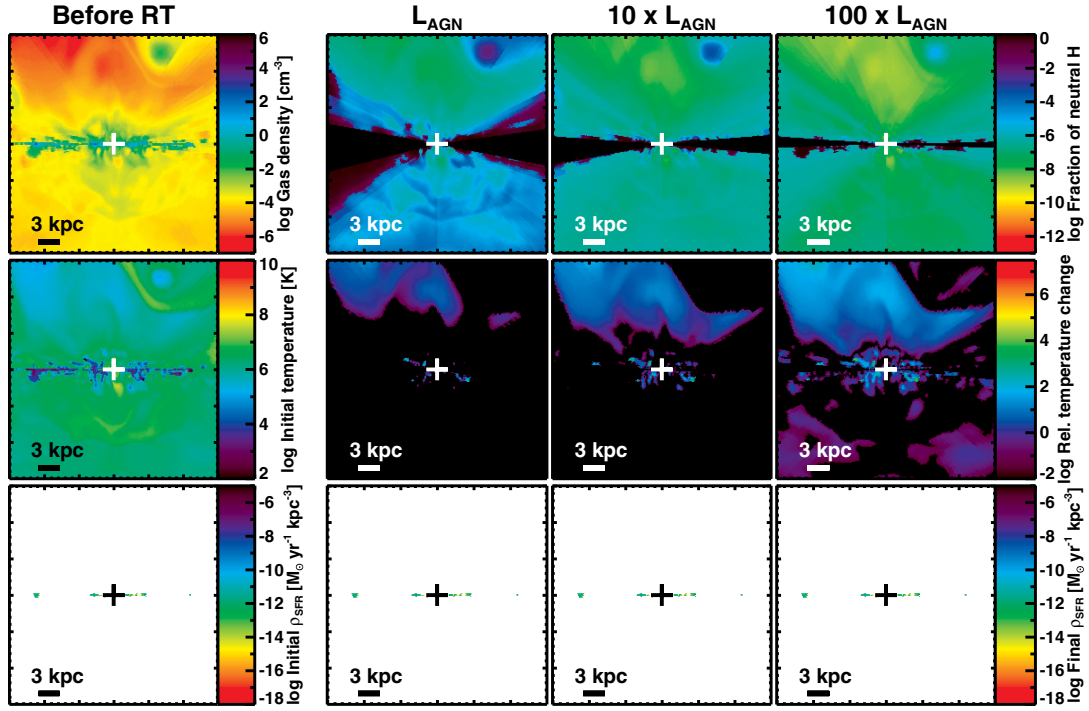 Before RT
L_AGN
10 x L_AGN
100 x L_AGN
3 kpc
6
4
2
0
-2
-4
-6
log Gas density [cm⁻³]
3 kpc
3 kpc
3 kpc
0
-2
-4
-6
-8
-10
-12
log Fraction of neutral H
3 kpc
10
8
6
4
2
log Initial temperature [K]
3 kpc
3 kpc
3 kpc
6
4
2
0
-2
log Rel. temperature change
3 kpc
-6
-8
-10
-12
-14
-16
-18
log Initial ρ_SFR [M_⊙ yr⁻¹ kpc⁻³]
3 kpc
3 kpc
3 kpc
-6
-8
-10
-12
-14
-16
-18
log Final ρ_SFR [M_⊙ yr⁻¹ kpc⁻³]